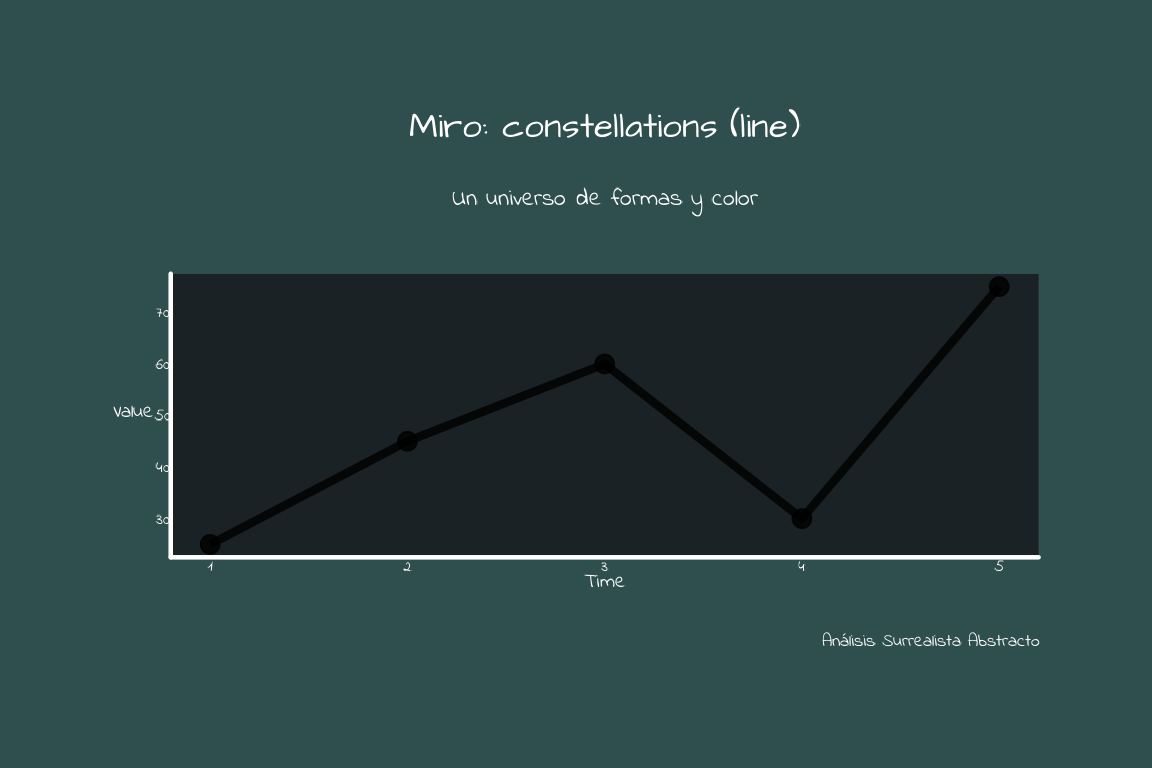 Miro: constellations (line)
Un universo de formas y color
70
60
Value
50
40
30
1 2 3 4 5
Time
Análisis Surrealista Abstracto